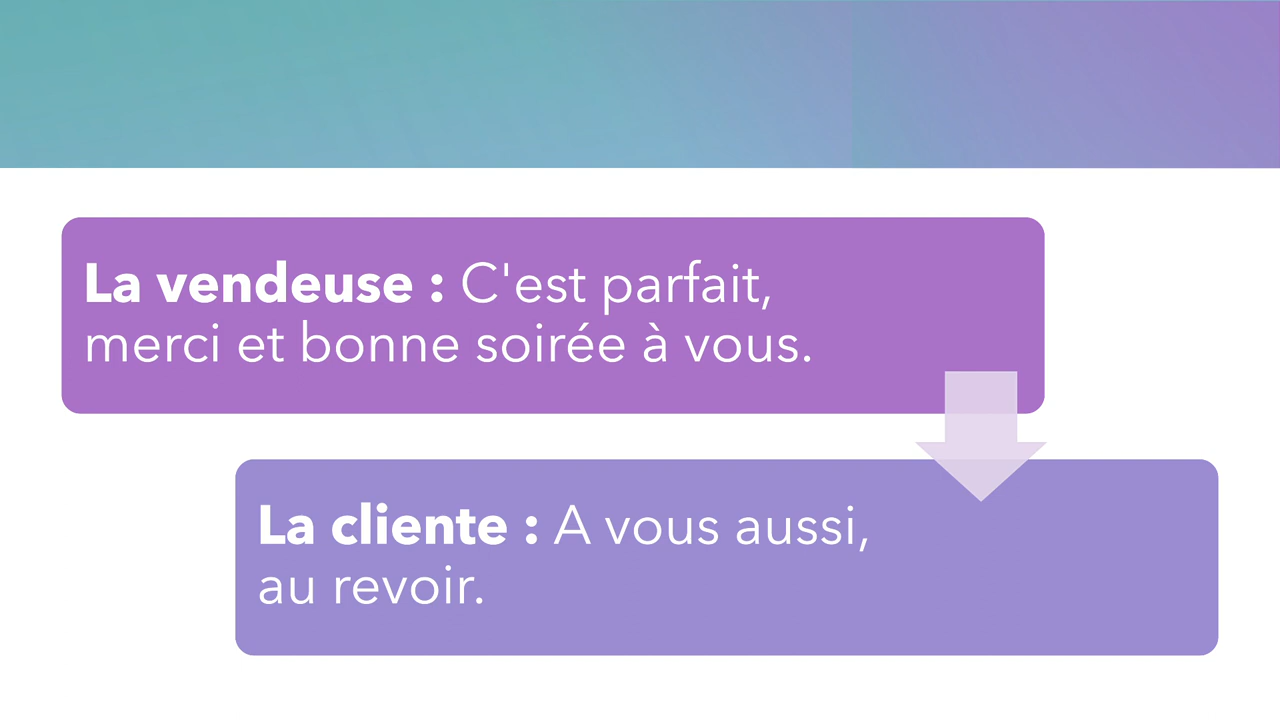 La vendeuse : C'est parfait,
merci et bonne soirée à vous.
La cliente : A vous aussi,
au revoir.